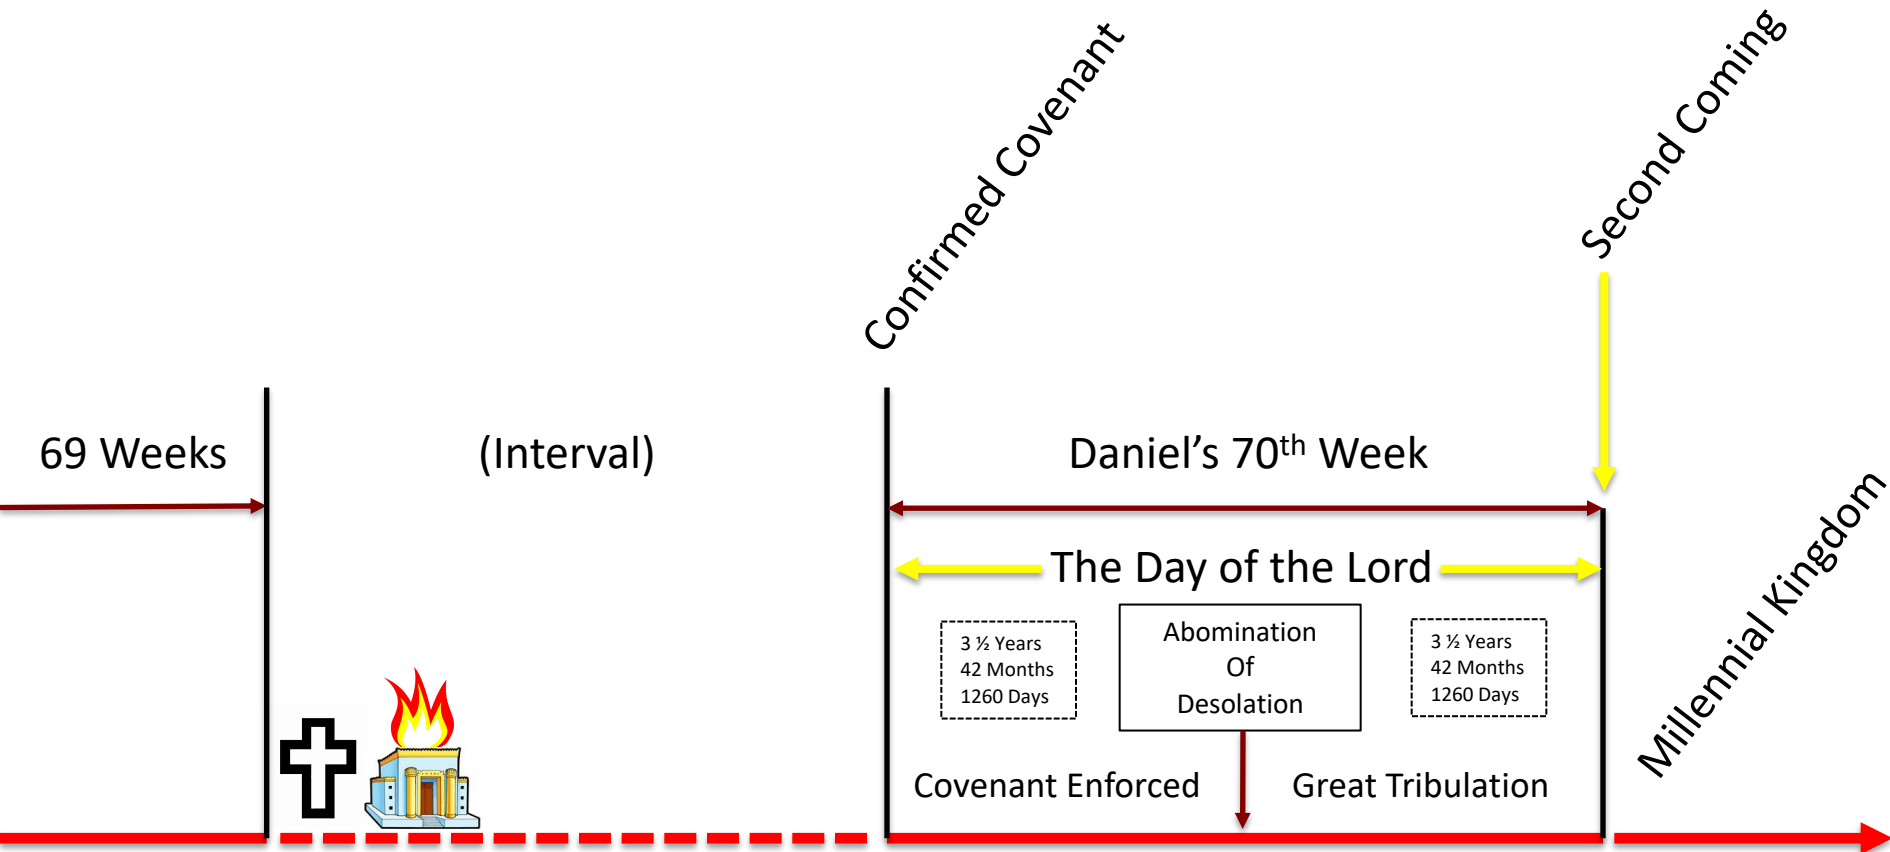 Confirmed Covenant
Second Coming
69 Weeks
(Interval)
Daniel’s 70th Week
The Day of the Lord
3 ½ Years
42 Months
1260 Days
Abomination
Of
Desolation
3 ½ Years
42 Months
1260 Days
Covenant Enforced
Great Tribulation
Millennial Kingdom